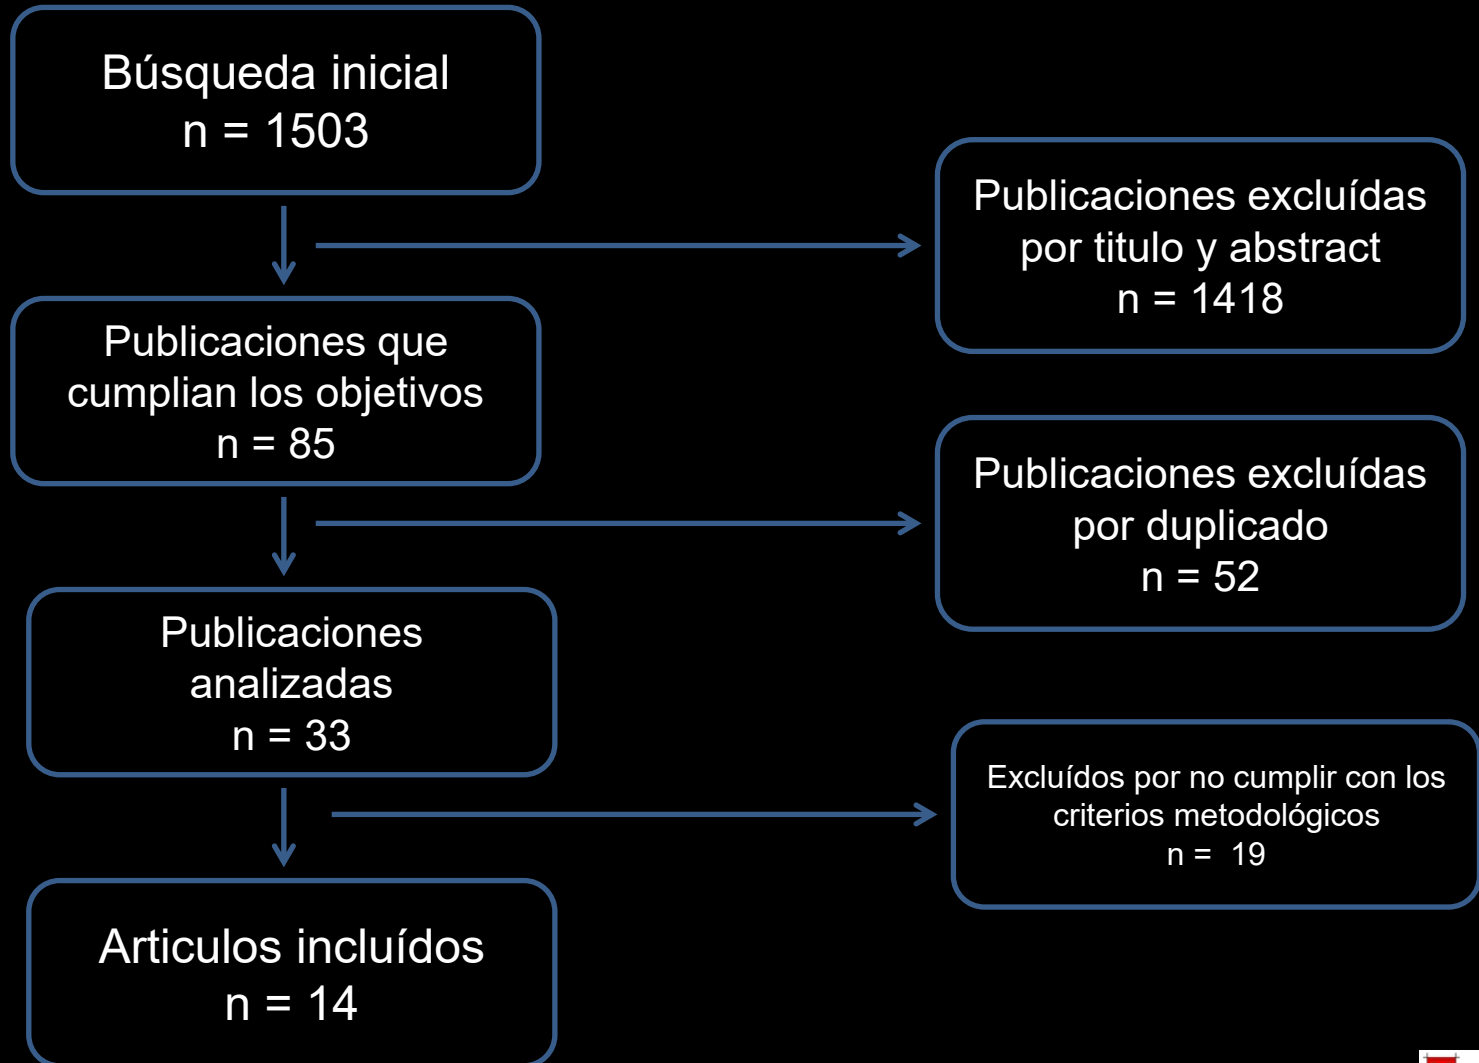 Búsqueda inicial
n = 1503
Publicaciones excluídas
por titulo y abstract
n = 1418
Publicaciones que
cumplian los objetivos
n = 85
Publicaciones excluídas
por duplicado
n = 52
Publicaciones
analizadas
n = 33
Excluídos por no cumplir con los
criterios metodológicos
n =  19
Articulos incluídos
n = 14